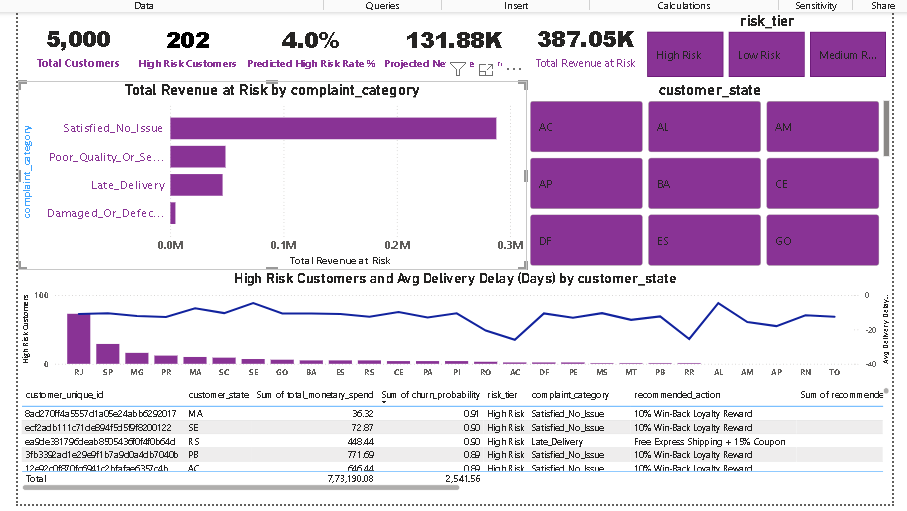 Data Queries Insert Calculations Sensitivity Share
5,000 202 4.0% 131.88K 387.05K
Total Customers High Risk Customers Predicted High Risk Rate % Projected Ne Total Revenue at Risk
risk_tier
High Risk Low Risk Medium R...
Total Revenue at Risk by complaint_category
complaint_category
Satisfied_No_Issue
Poor_Quality_Or_Se...
Late_Delivery
Damaged_Or_Defec...
0.0M 0.1M 0.2M 0.3M
Total Revenue at Risk
customer_state
AC AL AM
AP BA CE
DF ES GO
High Risk Customers and Avg Delivery Delay (Days) by customer_state
High Risk Customers
100
0
0
-20
-40
Avg Delivery Delay...
RJ SP MG PR MA SC SE GO BA ES RS CE PA PI RO AC DF PE MS MT PB RR AL AM AP RN TO
customer_unique_id customer_state Sum of total_monetary_spend Sum of churn_probability risk_tier complaint_category recommended_action Sum of recommende
8ad270ff4a5557d1a05e24abb6292017 MA 36.32 0.91 High Risk Satisfied_No_Issue 10% Win-Back Loyalty Reward
SE 72.87 0.90 High Risk Satisfied_No_Issue 10% Win-Back Loyalty Reward
RS 448.44 0.90 High Risk Late_Delivery Free Express Shipping + 15% Coupon
PB 771.69 0.89 High Risk Satisfied_No_Issue 10% Win-Back Loyalty Reward
AC 646.44 0.89 High Risk Satisfied_No_Issue 10% Win-Back Loyalty Reward
Total 7,73,190.08 2,541.56